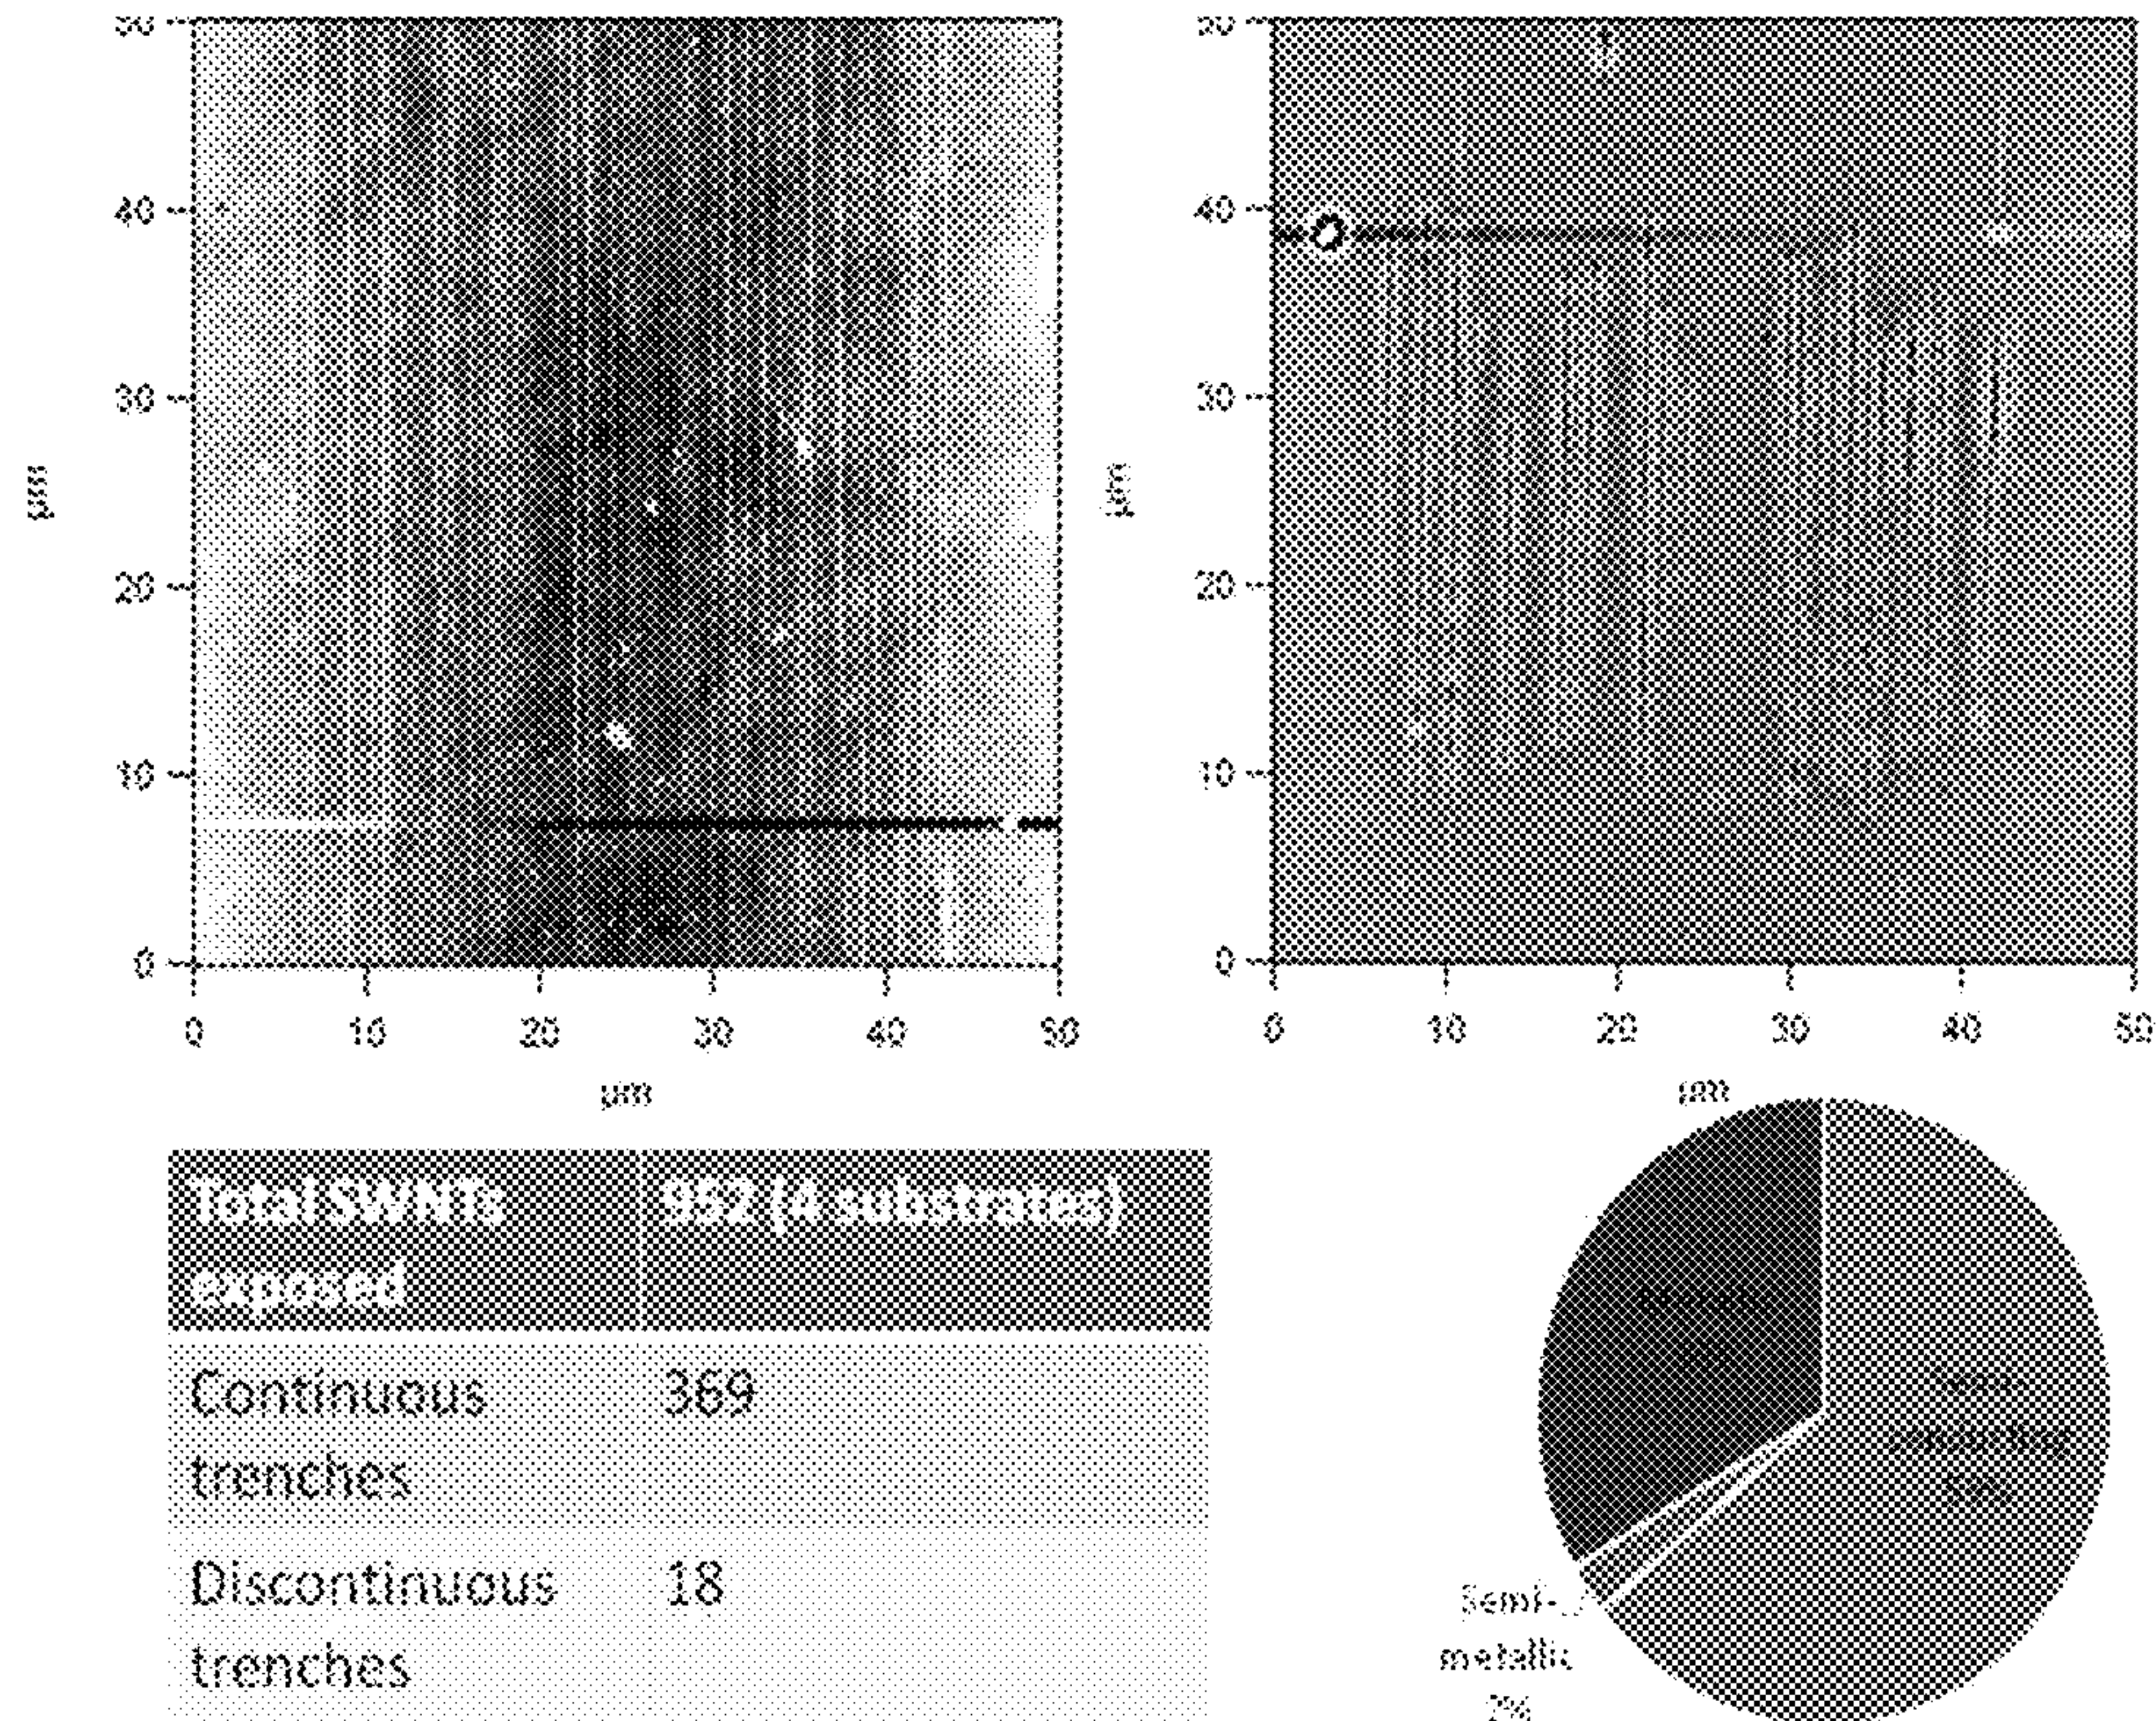 50
40
30
20
10
0
0 10 20 30 40 50
µm
µm
50
40
30
20
10
0
0 10 20 30 40 50
µm
µm
Total SWNTs
exposed
952 (4 substrates)
Continuous
trenches
369
Discontinuous
trenches
18
Semi-
metallic
2%